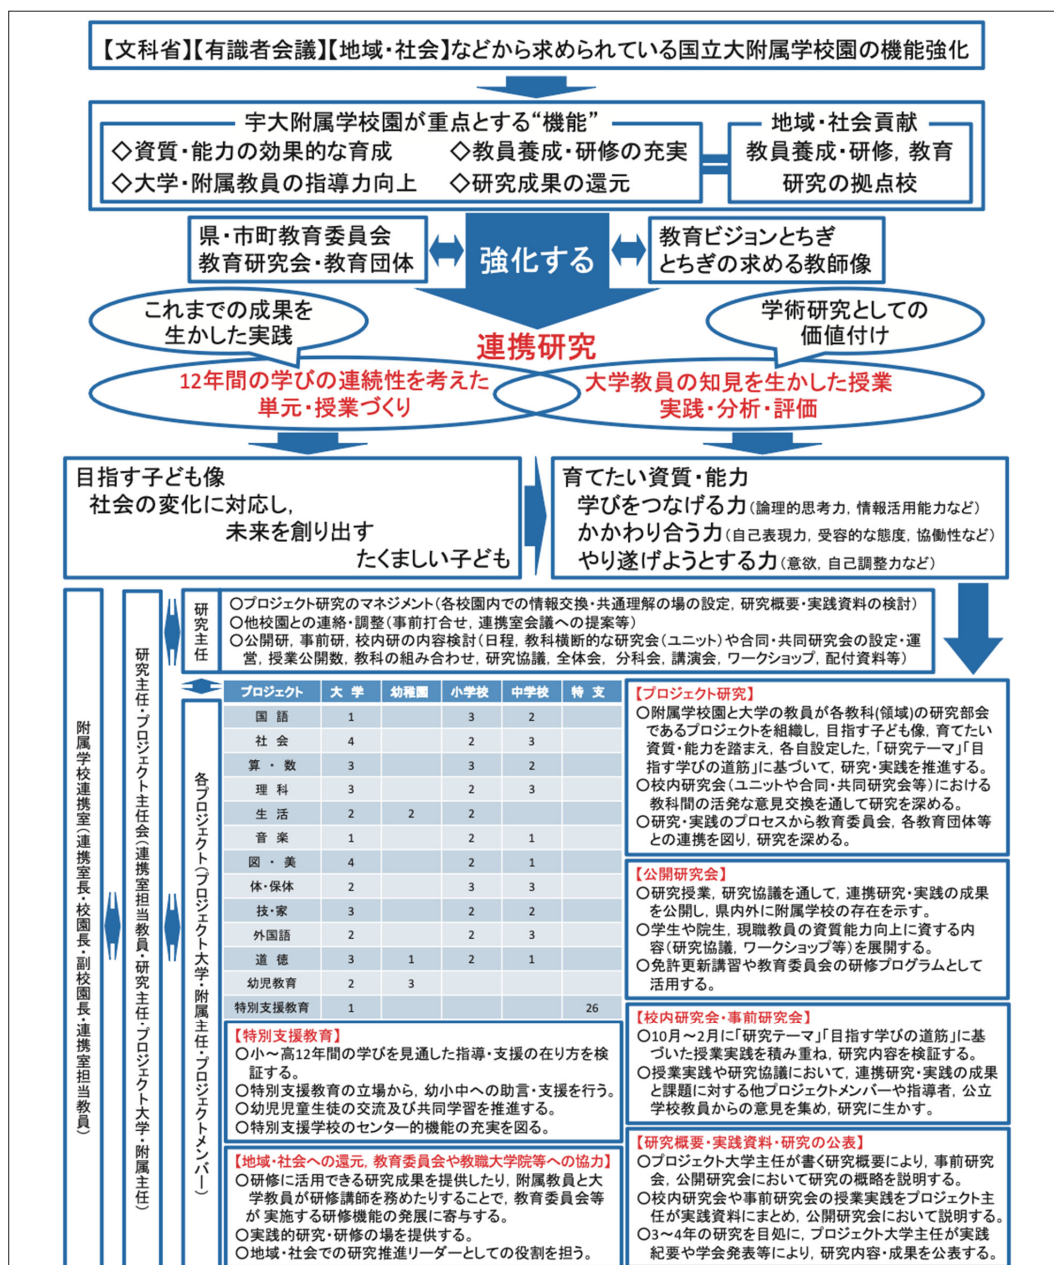 【文科省】【有識者会議】【地域・社会】などから求められている国立大附属学校園の機能強化
宇大附属学校園が重点とする“機能”
◇資質・能力の効果的な育成
◇教員養成・研修の充実
◇大学・附属教員の指導力向上
◇研究成果の還元
地域・社会貢献
教員養成・研修, 教育
研究の拠点校
県・市町教育委員会
教育研究会・教育団体
強化する
教育ビジョンとちぎ
とちぎの求める教師像
これまでの成果を
生かした実践
学術研究としての
価値付け
連携研究
12年間の学びの連続性を考えた
単元・授業づくり
大学教員の知見を生かした授業
実践・分析・評価
目指す子ども像
社会の変化に対応し,
未来を創り出す
たくましい子ども
育てたい資質・能力
学びをつなげる力(論理的思考力, 情報活用能力など)
かかわり合う力(自己表現力, 受容的な態度, 協働性など)
やり遂げようとする力(意欲, 自己調整力など)
附属学校連携室(連携室長・校園長・副校園長・連携室担当教員)
研究主任・プロジェクト主任会(連携室担当教員・研究主任・プロジェクト大学・附属主任)
研究主任
○プロジェクト研究のマネジメント(各校園内での情報交換・共通理解の場の設定, 研究概要・実践資料の検討)
○他校園との連絡・調整(事前打合せ, 連携室会議への提案等)
○公開研, 事前研, 校内研の内容検討(日程, 教科横断的な研究会(ユニット)や合同・共同研究会の設定・運
営, 授業公開数, 教科の組み合わせ, 研究協議, 全体会, 分科会, 講演会, ワークショップ, 配付資料等)
各プロジェクト(プロジェクト大学・附属主任・プロジェクトメンバー)
プロジェクト 大 学 幼稚園 小学校 中学校 特 支
国 語 1 3 2
社 会 4 2 3
算 ・ 数 3 3 2
理 科 3 2 3
生 活 2 2 2
音 楽 1 2 1
図 ・ 美 4 2 1
体・保体 2 3 3
技・家 3 2 2
外国語 2 2 3
道 徳 3 1 2 1
幼児教育 2 3
特別支援教育 1 26
【特別支援教育】
○小〜高12年間の学びを見通した指導・支援の在り方を検
証する。
○特別支援教育の立場から, 幼小中への助言・支援を行う。
○幼児児童生徒の交流及び共同学習を推進する。
○特別支援学校のセンター的機能の充実を図る。
【地域・社会への還元, 教育委員会や教職大学院等への協力】
○研修に活用できる研究成果を提供したり, 附属教員と大
学教員が研修講師を務めたりすることで, 教育委員会等
が 実施する研修機能の発展に寄与する。
○実践的研究・研修の場を提供する。
○地域・社会での研究推進リーダーとしての役割を担う。
【プロジェクト研究】
○附属学校園と大学の教員が各教科(領域)の研究部会
であるプロジェクトを組織し, 目指す子ども像, 育てたい
資質・能力を踏まえ, 各自設定した, 「研究テーマ」「目
指す学びの道筋」に基づいて, 研究・実践を推進する。
○校内研究会(ユニットや合同・共同研究会等)における
教科間の活発な意見交換を通して研究を深める。
○研究・実践のプロセスから教育委員会, 各教育団体等
との連携を図り, 研究を深める。
【公開研究会】
○研究授業, 研究協議を通して, 連携研究・実践の成果
を公開し, 県内外に附属学校の存在を示す。
○学生や院生, 現職教員の資質能力向上に資する内
容(研究協議, ワークショップ等)を展開する。
○免許更新講習や教育委員会の研修プログラムとして
活用する。
【校内研究会・事前研究会】
○10月〜2月に「研究テーマ」「目指す学びの道筋」に基
づいた授業実践を積み重ね, 研究内容を検証する。
○授業実践や研究協議において, 連携研究・実践の成果
と課題に対する他プロジェクトメンバーや指導者, 公立
学校教員からの意見を集め, 研究に生かす。
【研究概要・実践資料・研究の公表】
○プロジェクト大学主任が書く研究概要により, 事前研究
会, 公開研究会において研究の概略を説明する。
○校内研究会や事前研究会の授業実践をプロジェクト主
任が実践資料にまとめ, 公開研究会において説明する。
○3〜4年の研究を目処に, プロジェクト大学主任が実践
紀要や学会発表等により, 研究内容・成果を公表する。